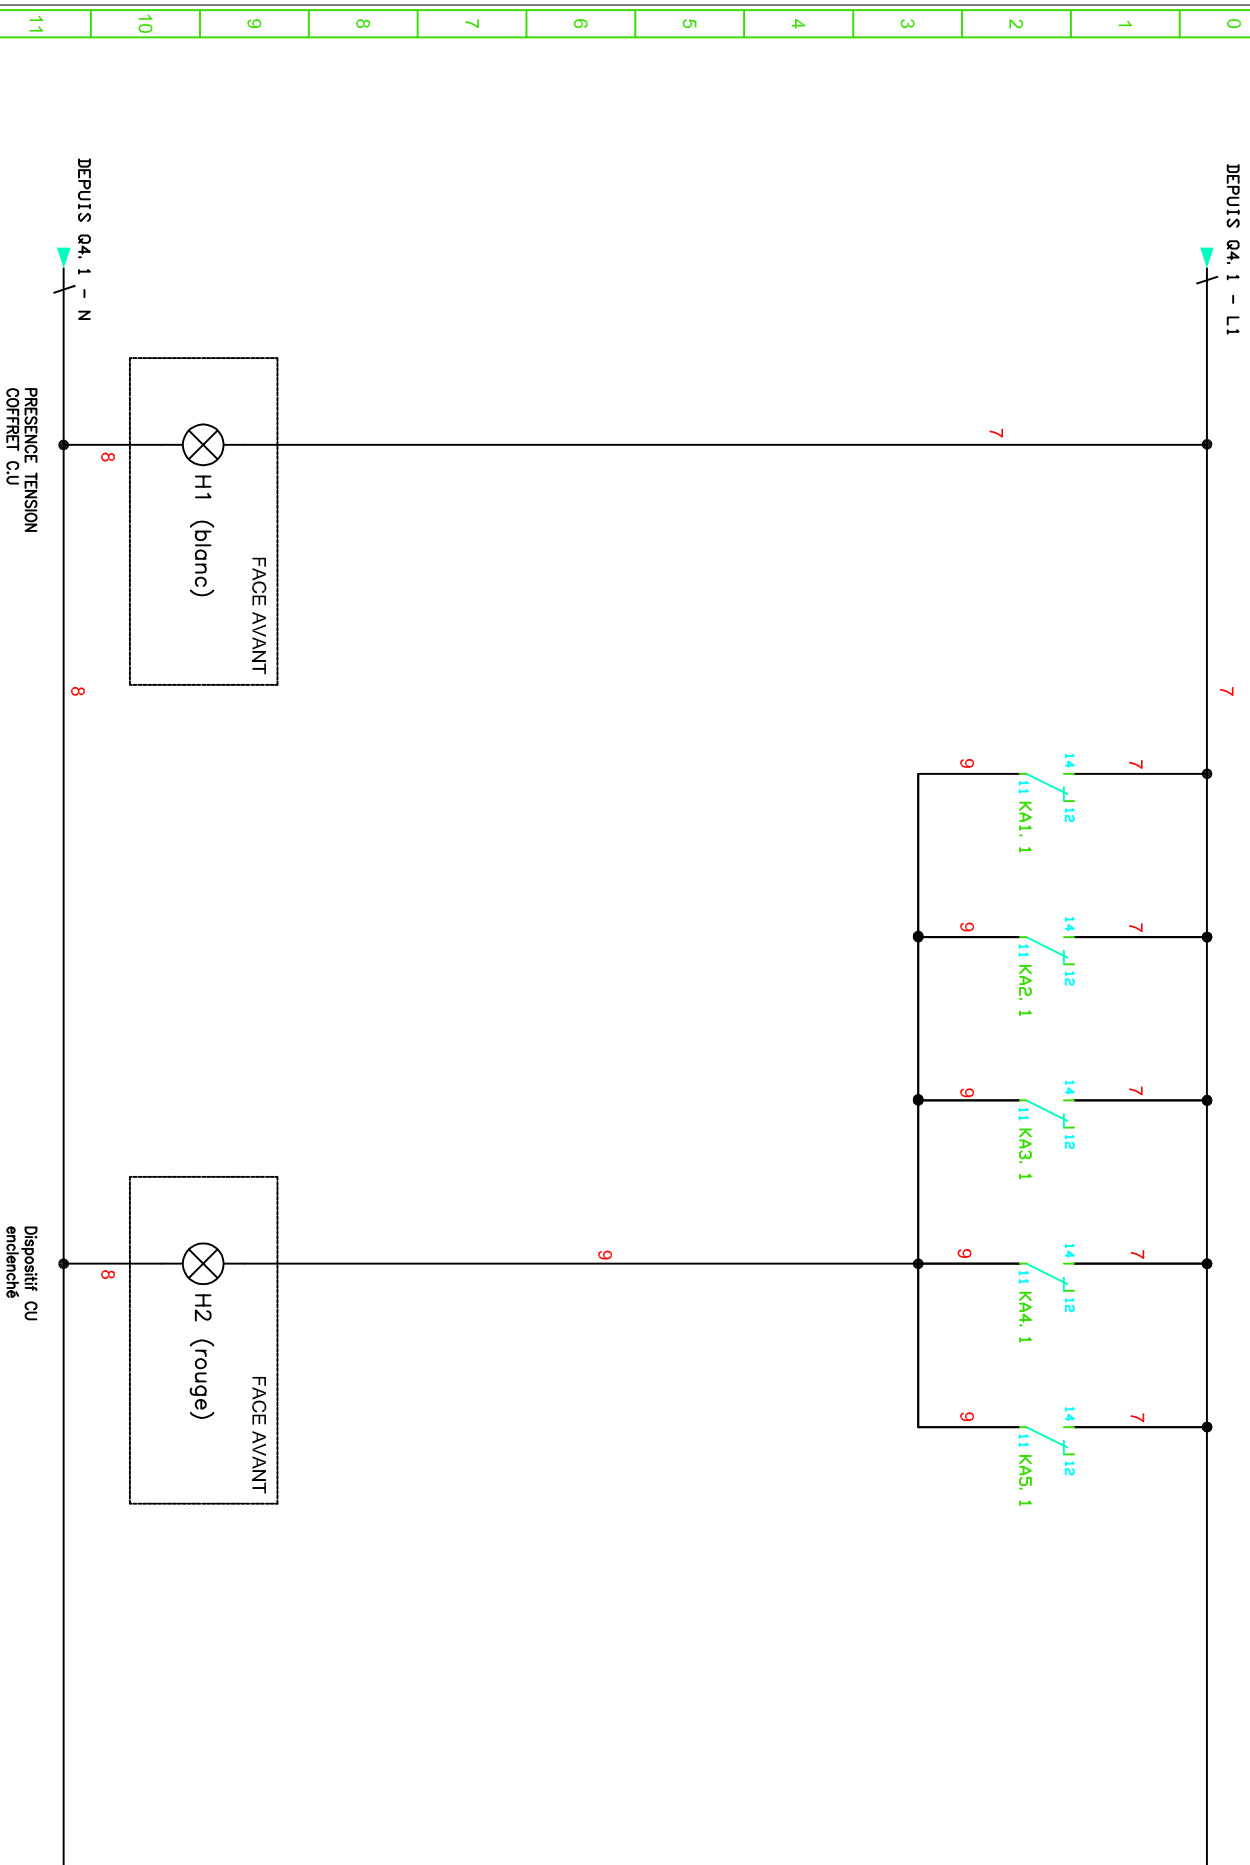 0
1
2
3
4
5
6
7
8
9
10
11
DEPUIS Q4.1 - L1
7
7
7
7
7
7
14
12
11
KA1.1
14
12
11
KA2.1
14
12
11
KA3.1
14
12
11
KA4.1
14
12
11
KA5.1
7
9
9
9
9
9
9
FACE AVANT
H1 (blanc)
FACE AVANT
H2 (rouge)
8
8
8
DEPUIS Q4.1 - N
PRESENCE TENSION
COFFRET C.U
Dispositif CU
enclenché